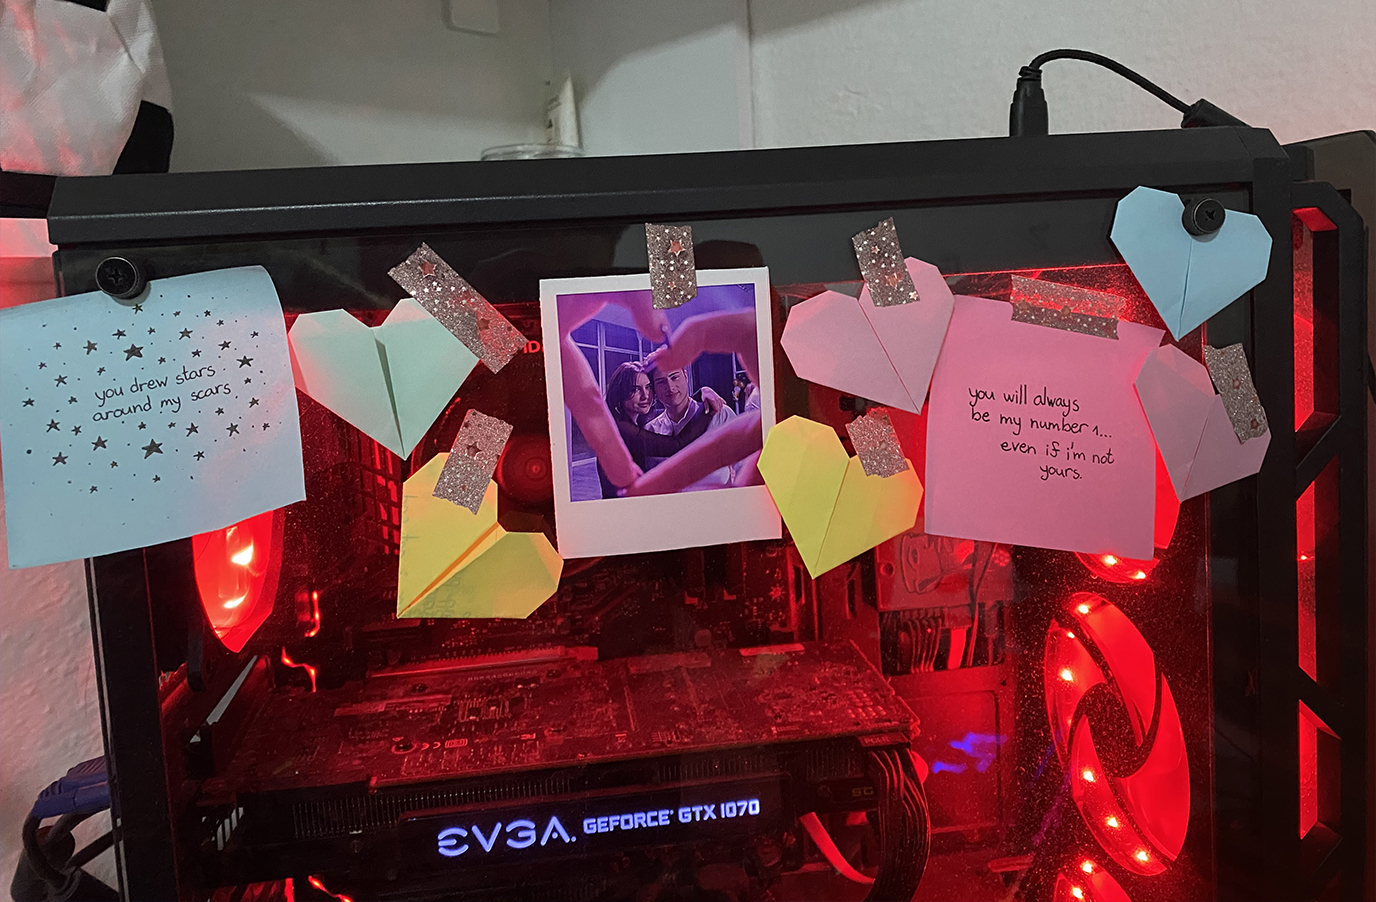 you drew stars
around my scars
you will always
be my number 1...
even if i'm not
yours.
EVGA. GEFORCE GTX 1070